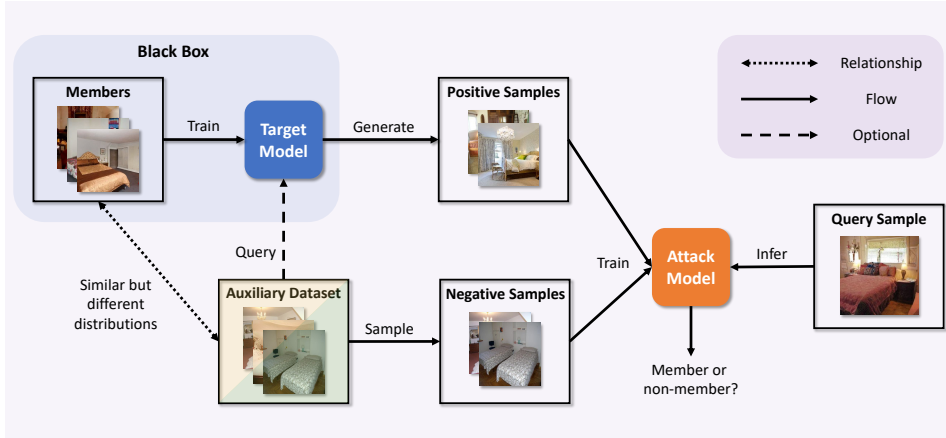 Black Box
Members
Train
Target
Model
Generate
Positive Samples
Relationship
Flow
Optional
Query
Similar but
different
distributions
Auxiliary Dataset
Sample
Negative Samples
Train
Attack
Model
Infer
Query Sample
Member or
non-member?